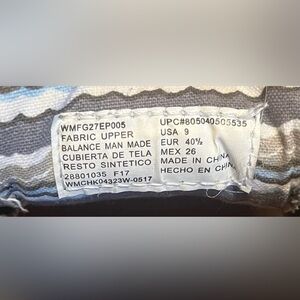 WMFG27EP005
FABRIC UPPER
BALANCE MAN MADE
CUBIERTA DE TELA
RESTO SINTETICO
28801035 F17
WMCHK04323W-0517
UPC#805040505535
USA 9
EUR 40½
MEX 26
MADE IN CHINA
HECHO EN CHINA